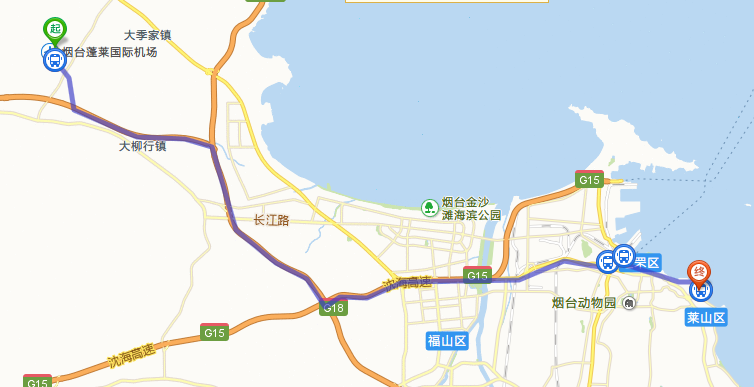 起
大季家镇
烟台蓬莱国际机场
大柳行镇
G15
烟台金沙
滩海滨公园
长江路
罘区
终
G15
沈海高速
G18
烟台动物园
莱山区
G15
福山区
沈海高速
G15